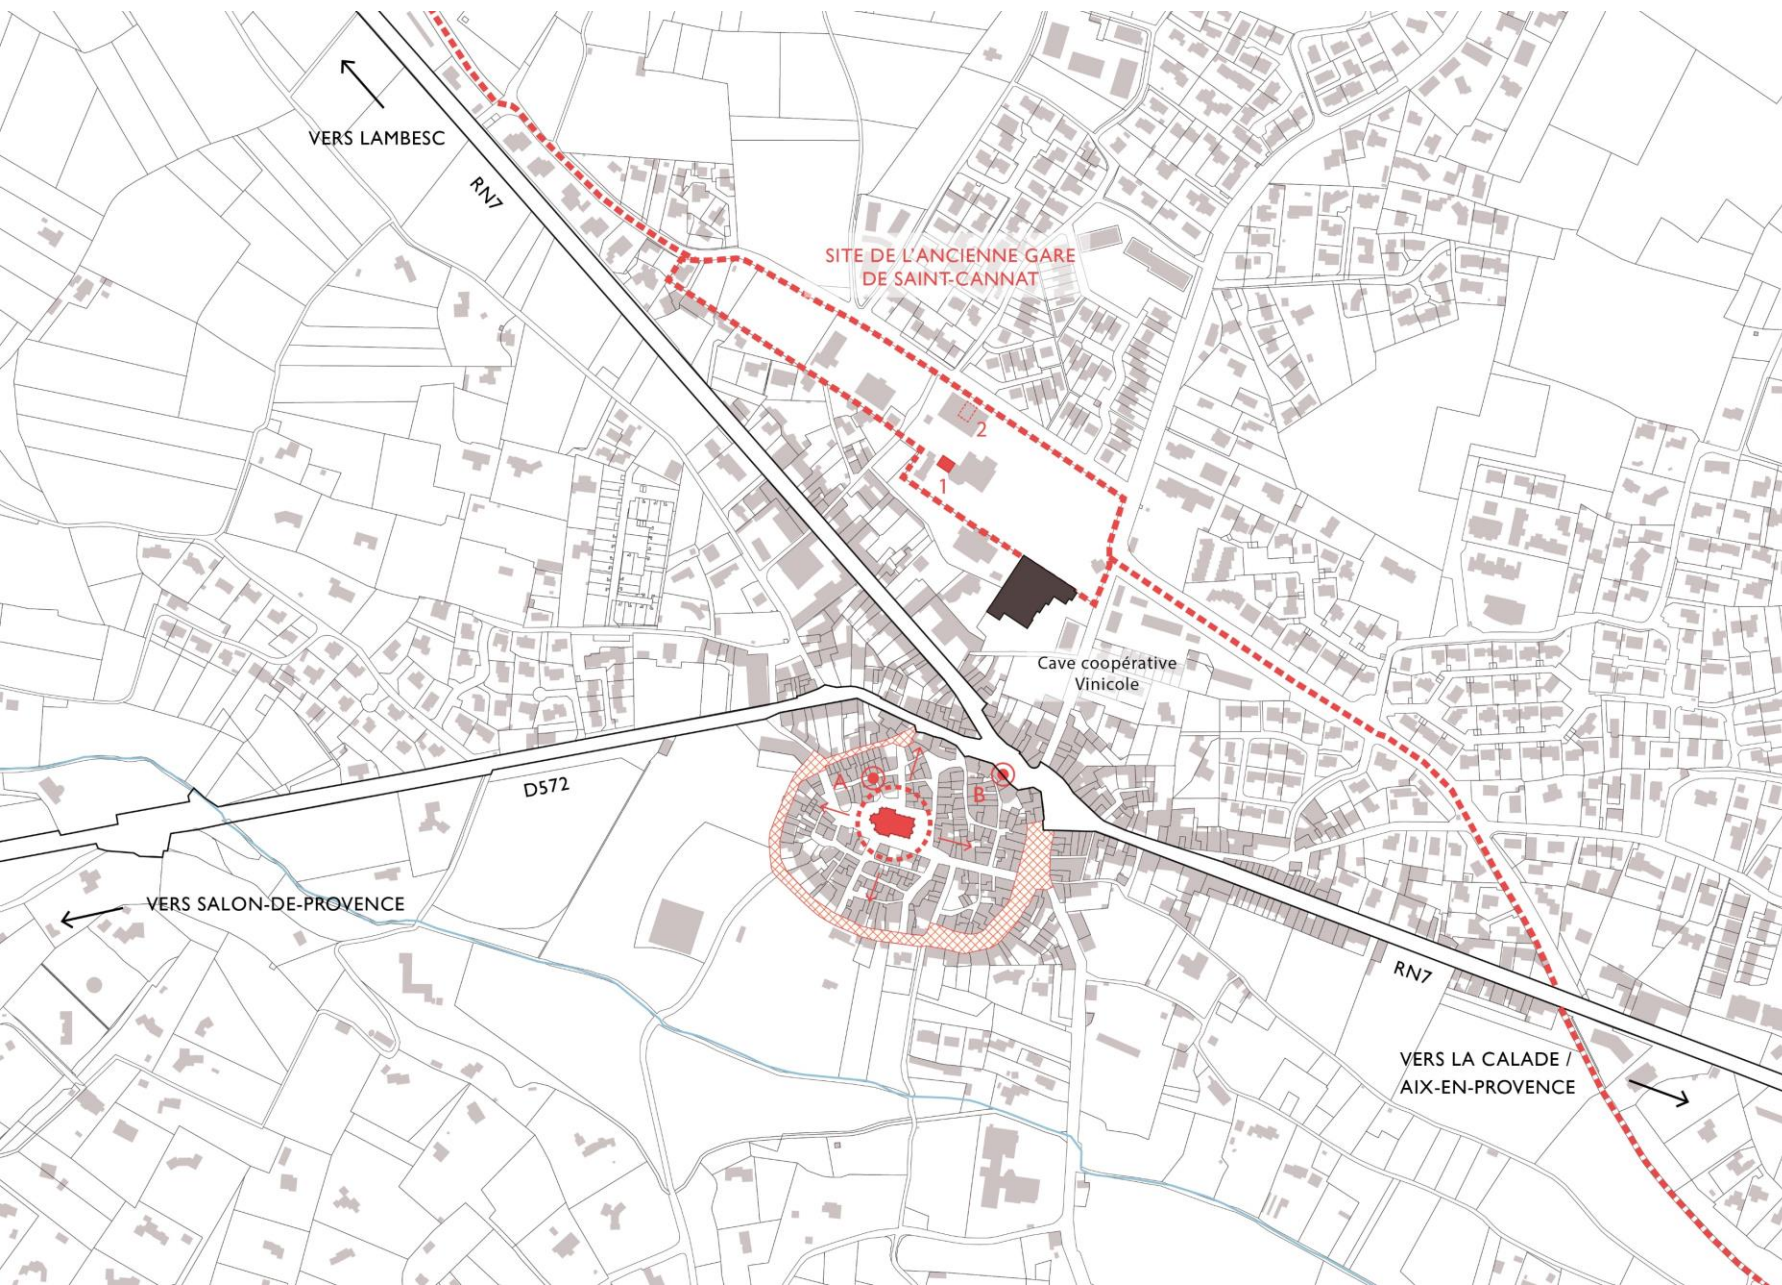 VERS LAMBESC
RN7
SITE DE L'ANCIENNE GARE
DE SAINT-CANNAT
2
1
Cave coopérative
Vinicole
A
B
D572
VERS SALON-DE-PROVENCE
RN7
VERS LA CALADE /
AIX-EN-PROVENCE